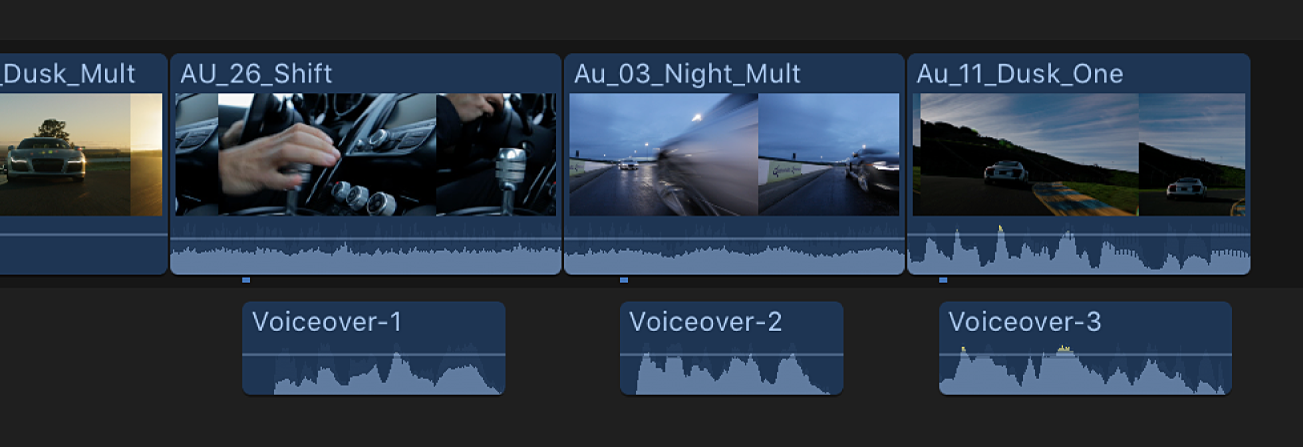 _Dusk_Mult
AU_26_Shift
Au_03_Night_Mult
Au_11_Dusk_One
Voiceover-1
Voiceover-2
Voiceover-3